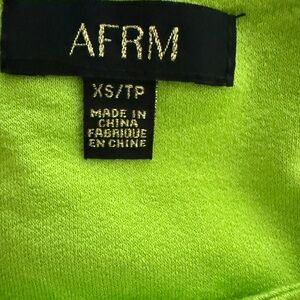 AFRM
XS/TP
MADE IN
CHINA
FABRIQUE
EN CHINE